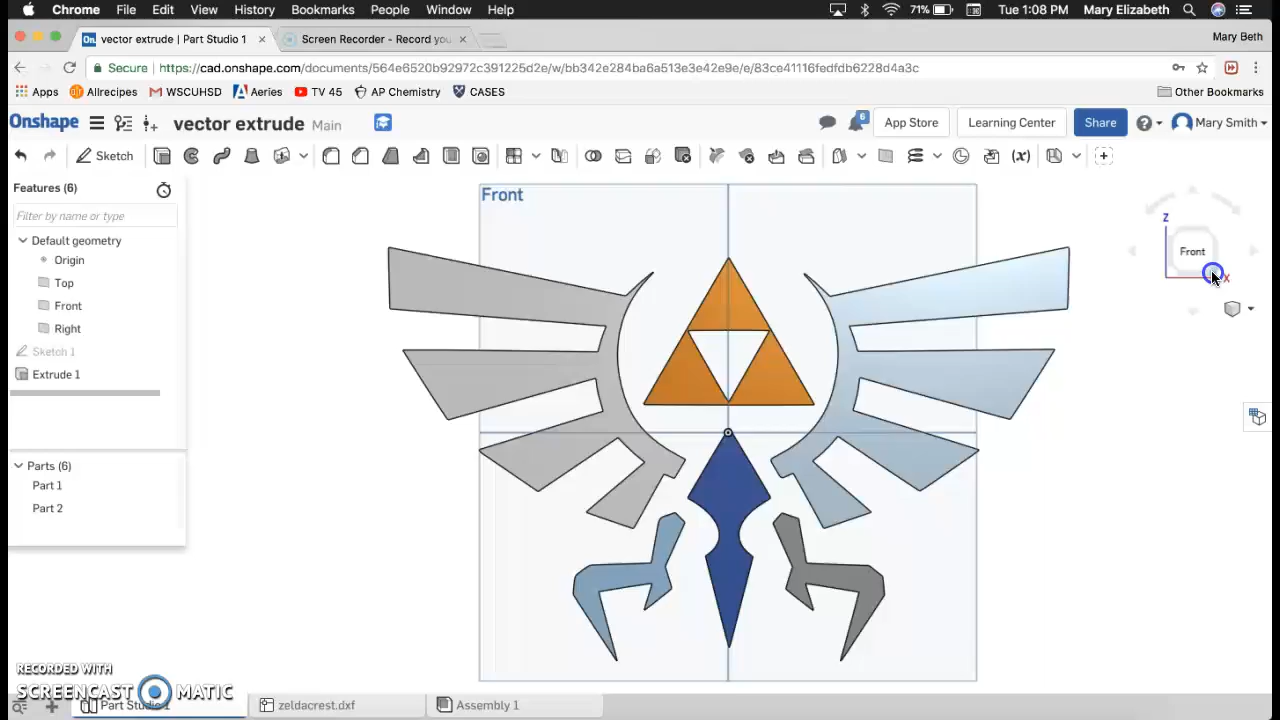 Chrome File Edit View History Bookmarks People Window Help 71% Tue 1:08 PM Mary Elizabeth
On. vector extrude | Part Studio 1 Screen Recorder - Record you Mary Beth
Secure https://cad.onshape.com/documents/564e6520b92972c391225d2e/w/bb342e284ba6a513e3e42e9e/e/83ce41116fedfdb6228d4a3c
Apps Allrecipes WSCUHSD Aeries TV 45 AP Chemistry CASES Other Bookmarks
Onshape vector extrude Main 6 App Store Learning Center Share Mary Smith
Sketch (x)
Features (6)
Filter by name or type
Default geometry
Origin
Top
Front
Right
Sketch 1
Extrude 1
Parts (6)
Part 1
Part 2
Front
Z
Front
X
RECORDED WITH
SCREENCAST MATIC
Part Studio 1 zeldacrest.dxf Assembly 1